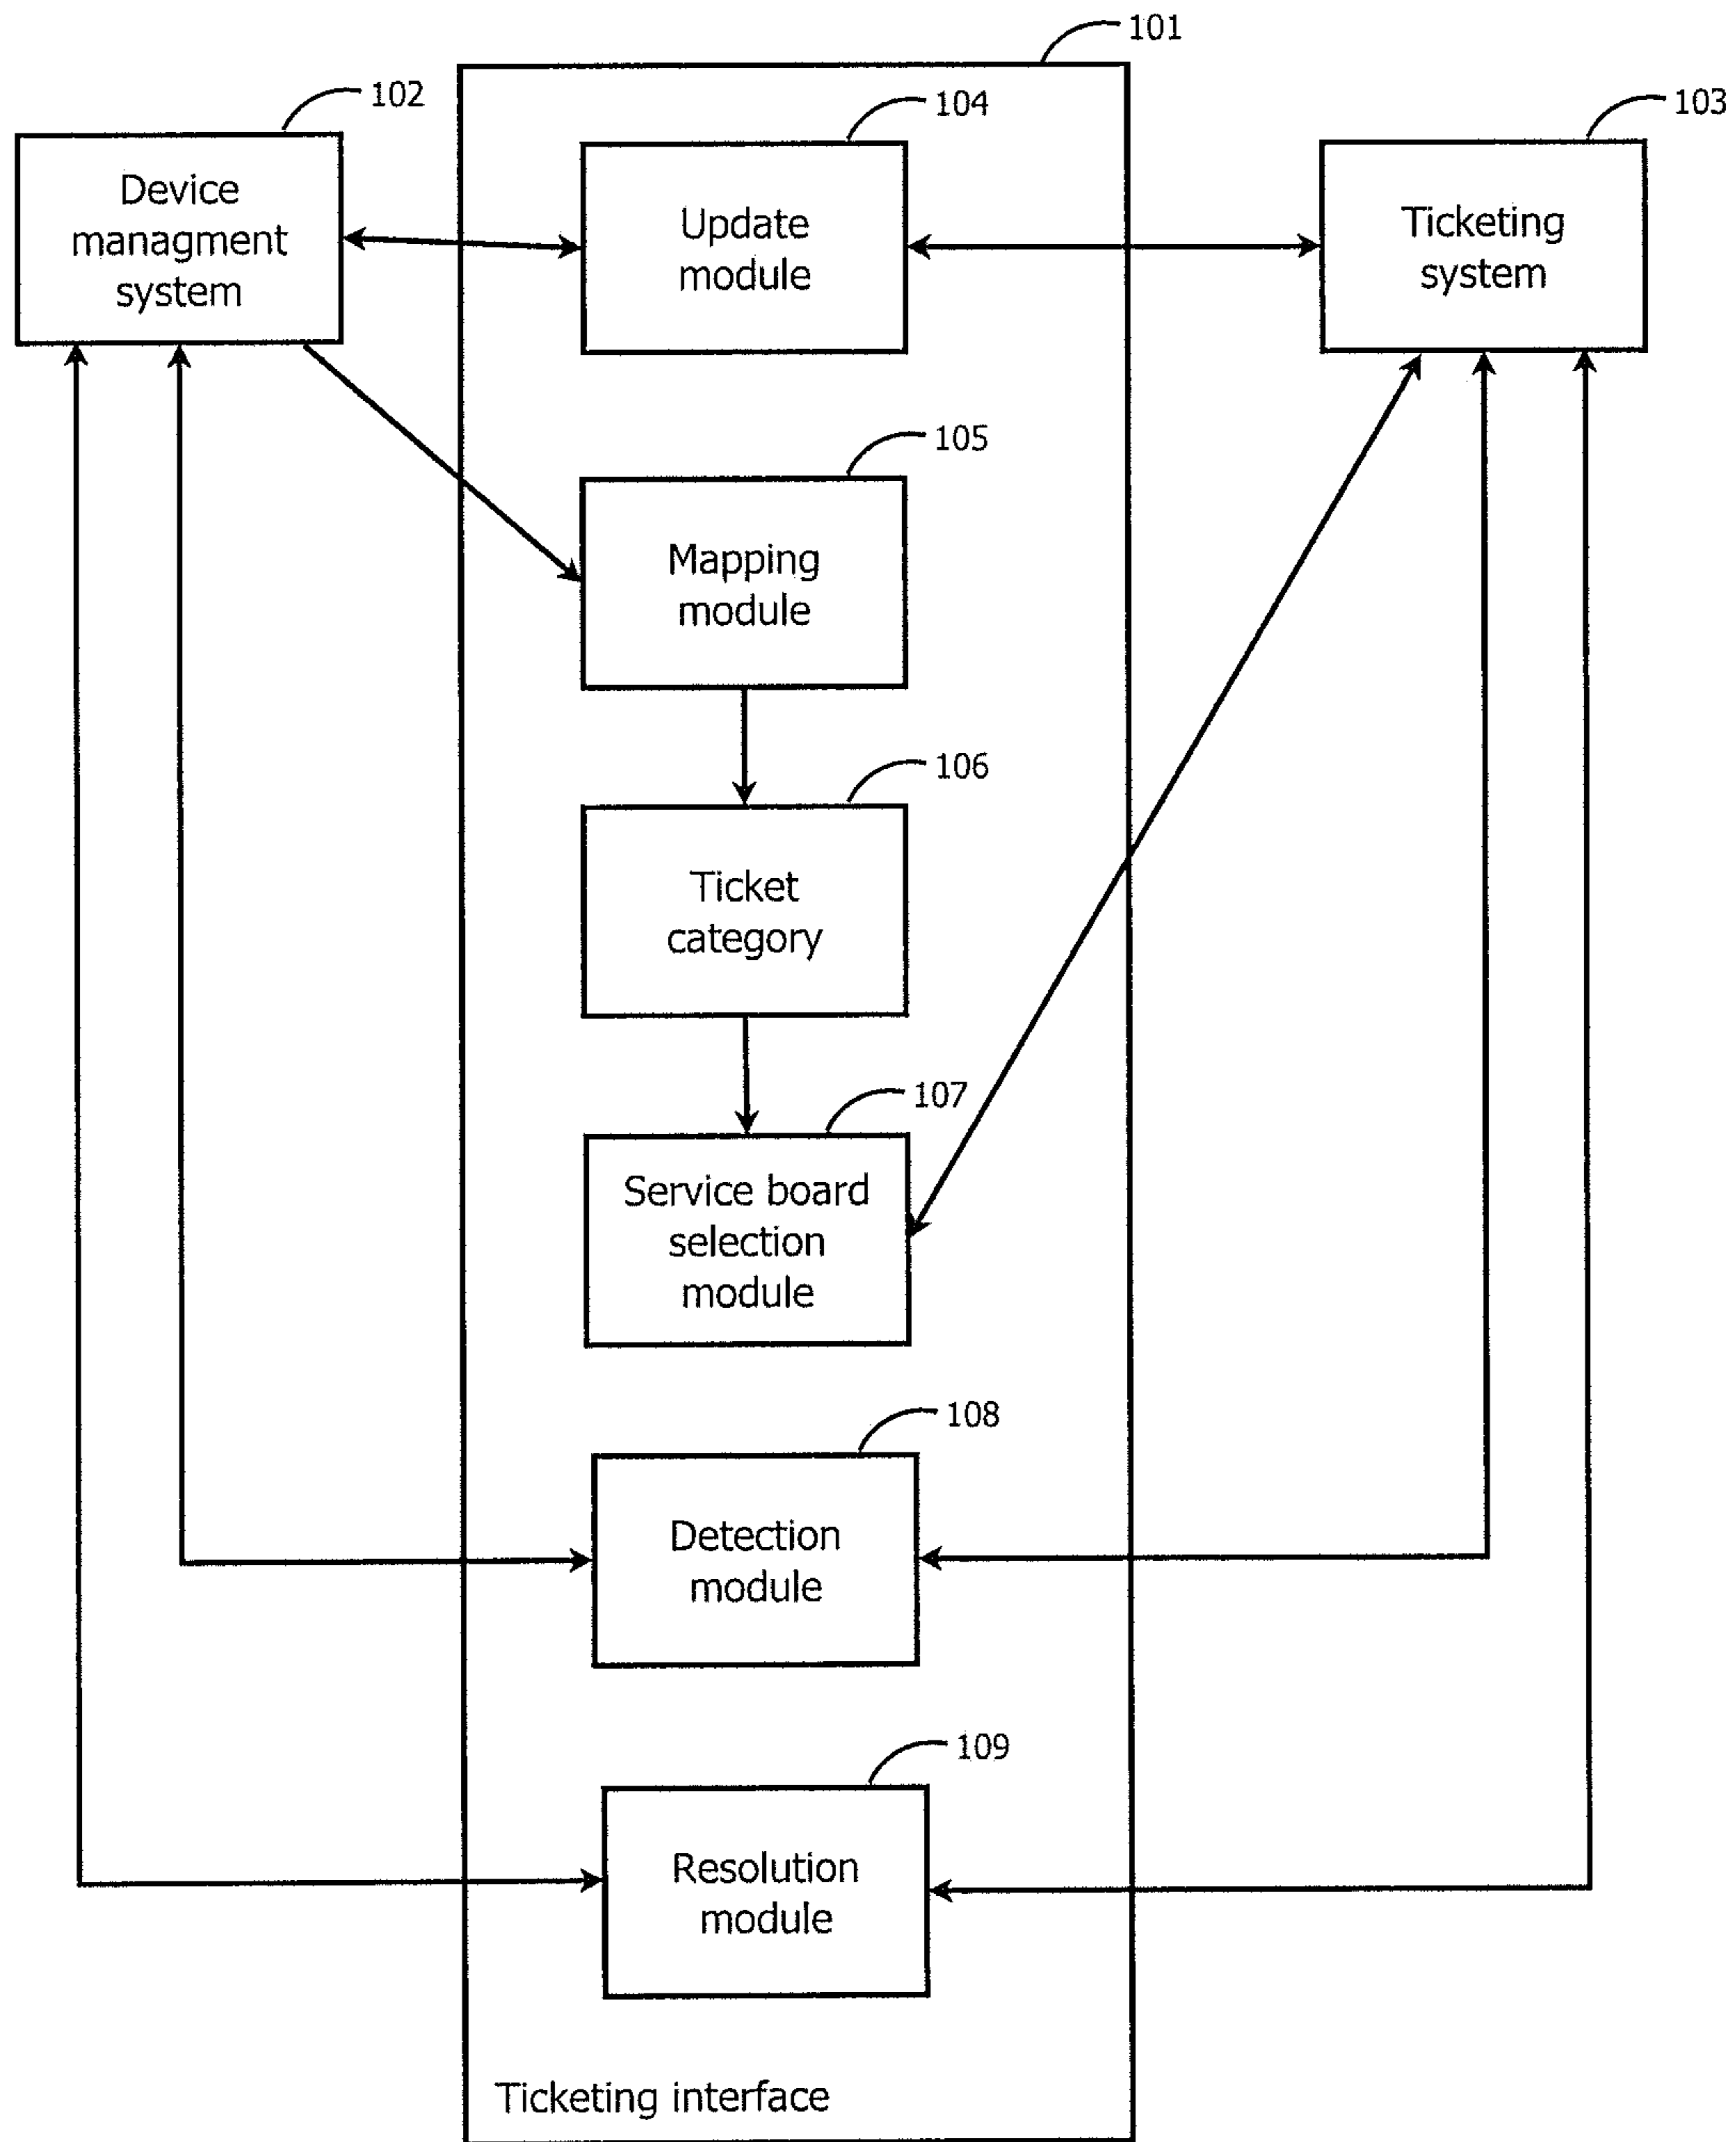 101
102
104
103
Device
managment
system
Update
module
Ticketing
system
105
Mapping
module
106
Ticket
category
107
Service board
selection
module
108
Detection
module
109
Resolution
module
Ticketing interface